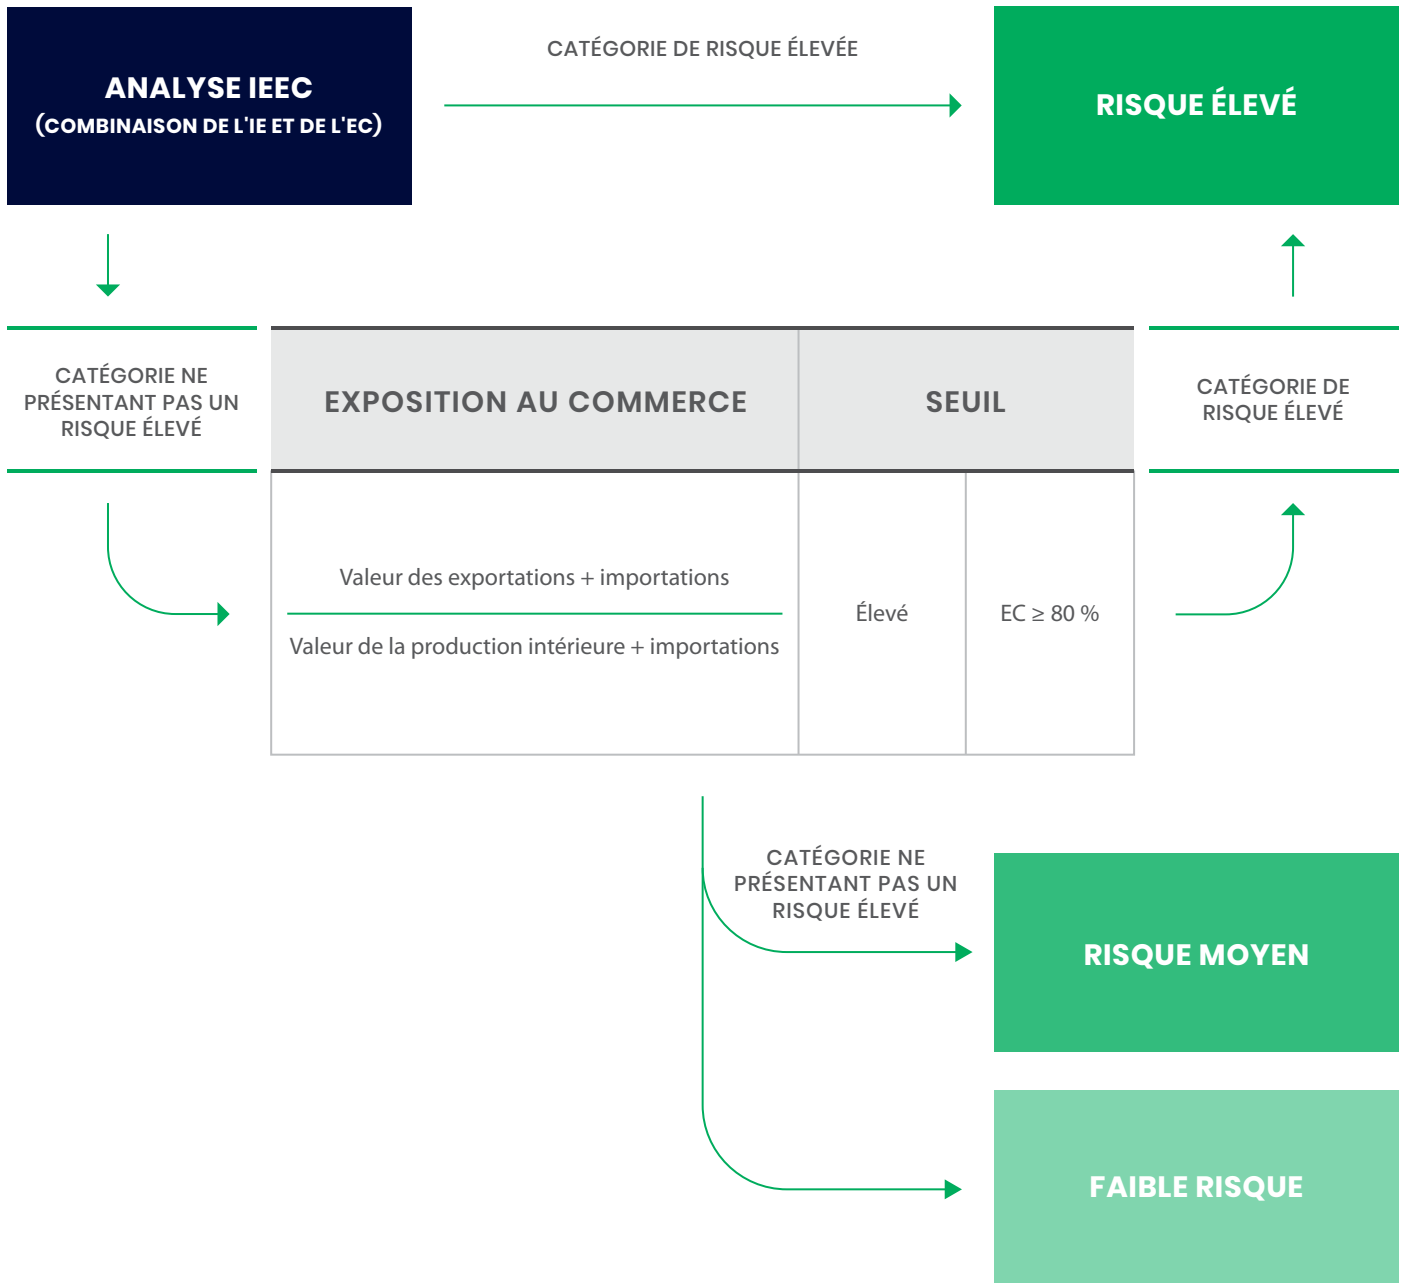 ANALYSE IEEC
(COMBINAISON DE L'IE ET DE L'EC)
CATÉGORIE DE RISQUE ÉLEVÉE
RISQUE ÉLEVÉ
CATÉGORIE NE
PRÉSENTANT PAS UN
RISQUE ÉLEVÉ
EXPOSITION AU COMMERCE
SEUIL
CATÉGORIE DE
RISQUE ÉLEVÉ
Valeur des exportations + importations
Valeur de la production intérieure + importations
Élevé
EC ≥ 80 %
CATÉGORIE NE
PRÉSENTANT PAS UN
RISQUE ÉLEVÉ
RISQUE MOYEN
FAIBLE RISQUE